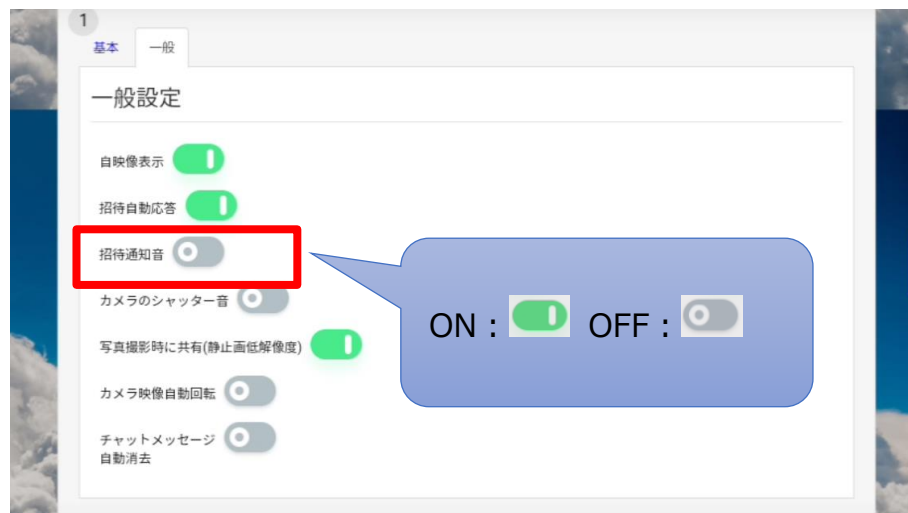 1
基本 一般
一般設定
自映像表示
招待自動応答
招待通知音
カメラのシャッター音
写真撮影時に共有(静止画低解像度)
カメラ映像自動回転
チャットメッセージ
自動消去
ON : OFF :